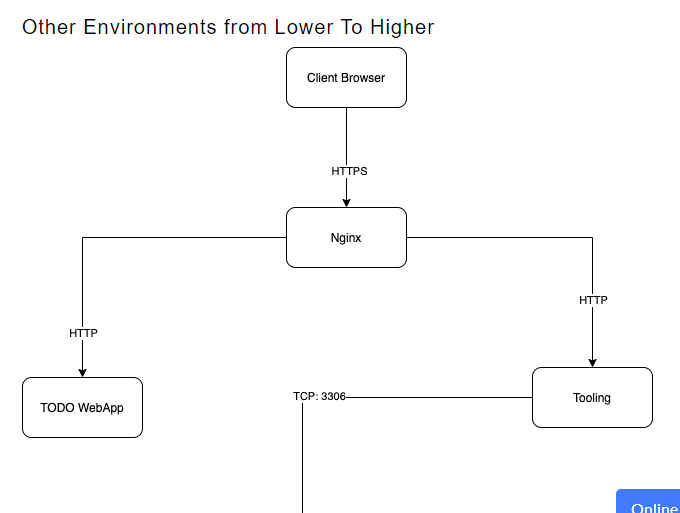 Other Environments from Lower To Higher
Client Browser
HTTPS
Nginx
HTTP
HTTP
TODO WebApp
TCP: 3306
Tooling
Online